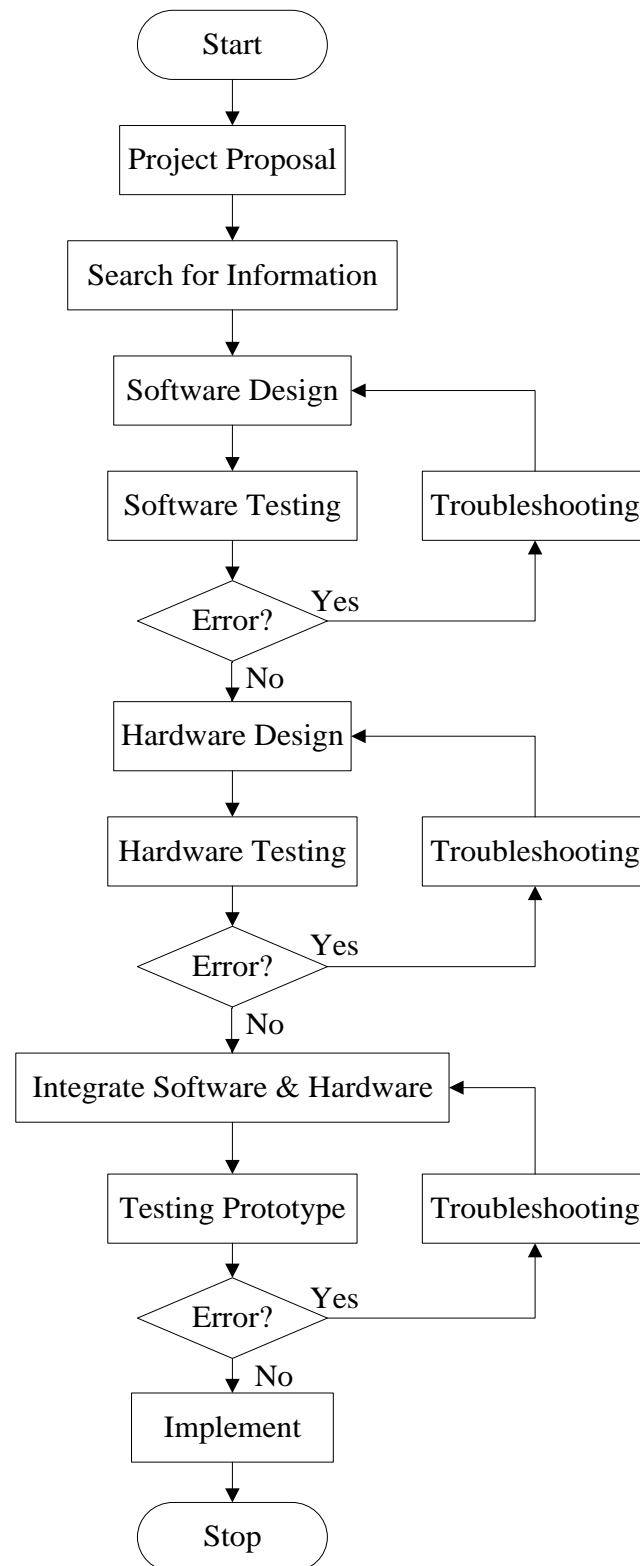 Start
Project Proposal
Search for Information
Software Design
Software Testing
Troubleshooting
Error?
Yes
No
Hardware Design
Hardware Testing
Troubleshooting
Error?
Yes
No
Integrate Software & Hardware
Testing Prototype
Troubleshooting
Error?
Yes
No
Implement
Stop